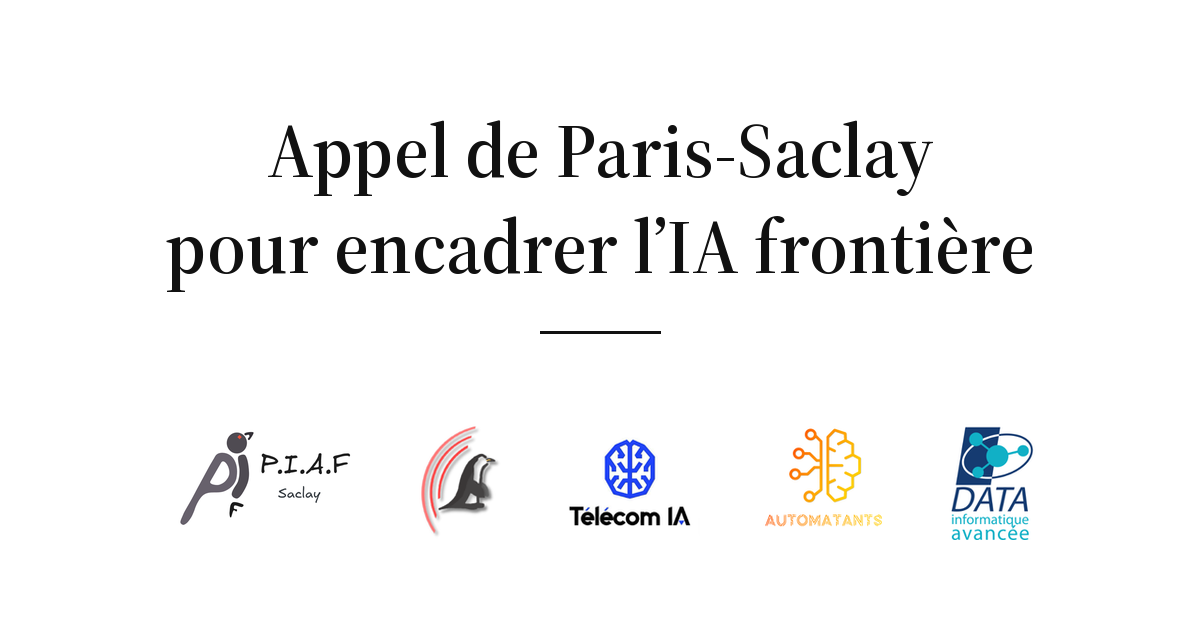 Appel de Paris-Saclay
pour encadrer l’IA frontière
P.I.A.F
Saclay
F
Télécom IA
AUTOMATANTS
DATA
informatique
avancée